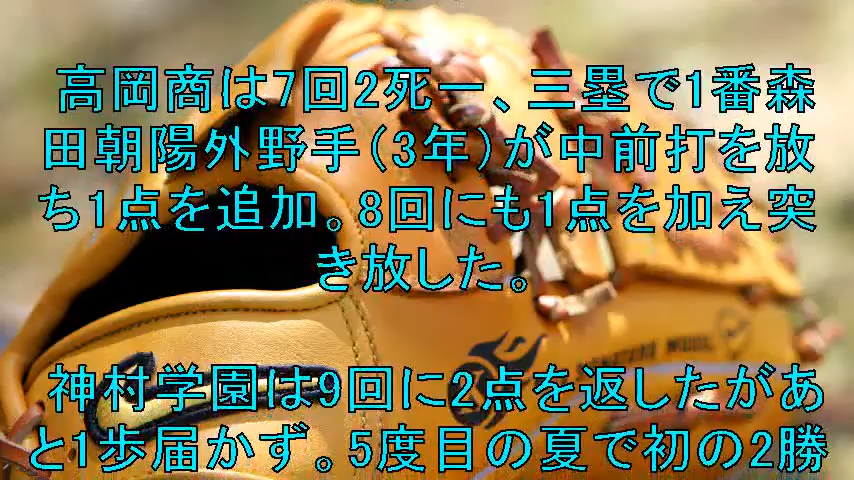 高岡商は7回2死一、三塁で1番森
田朝陽外野手（3年）が中前打を放
ち1点を追加。8回にも1点を加え突
き放した。
神村学園は9回に2点を返したがあ
と1歩届かず。5度目の夏で初の2勝